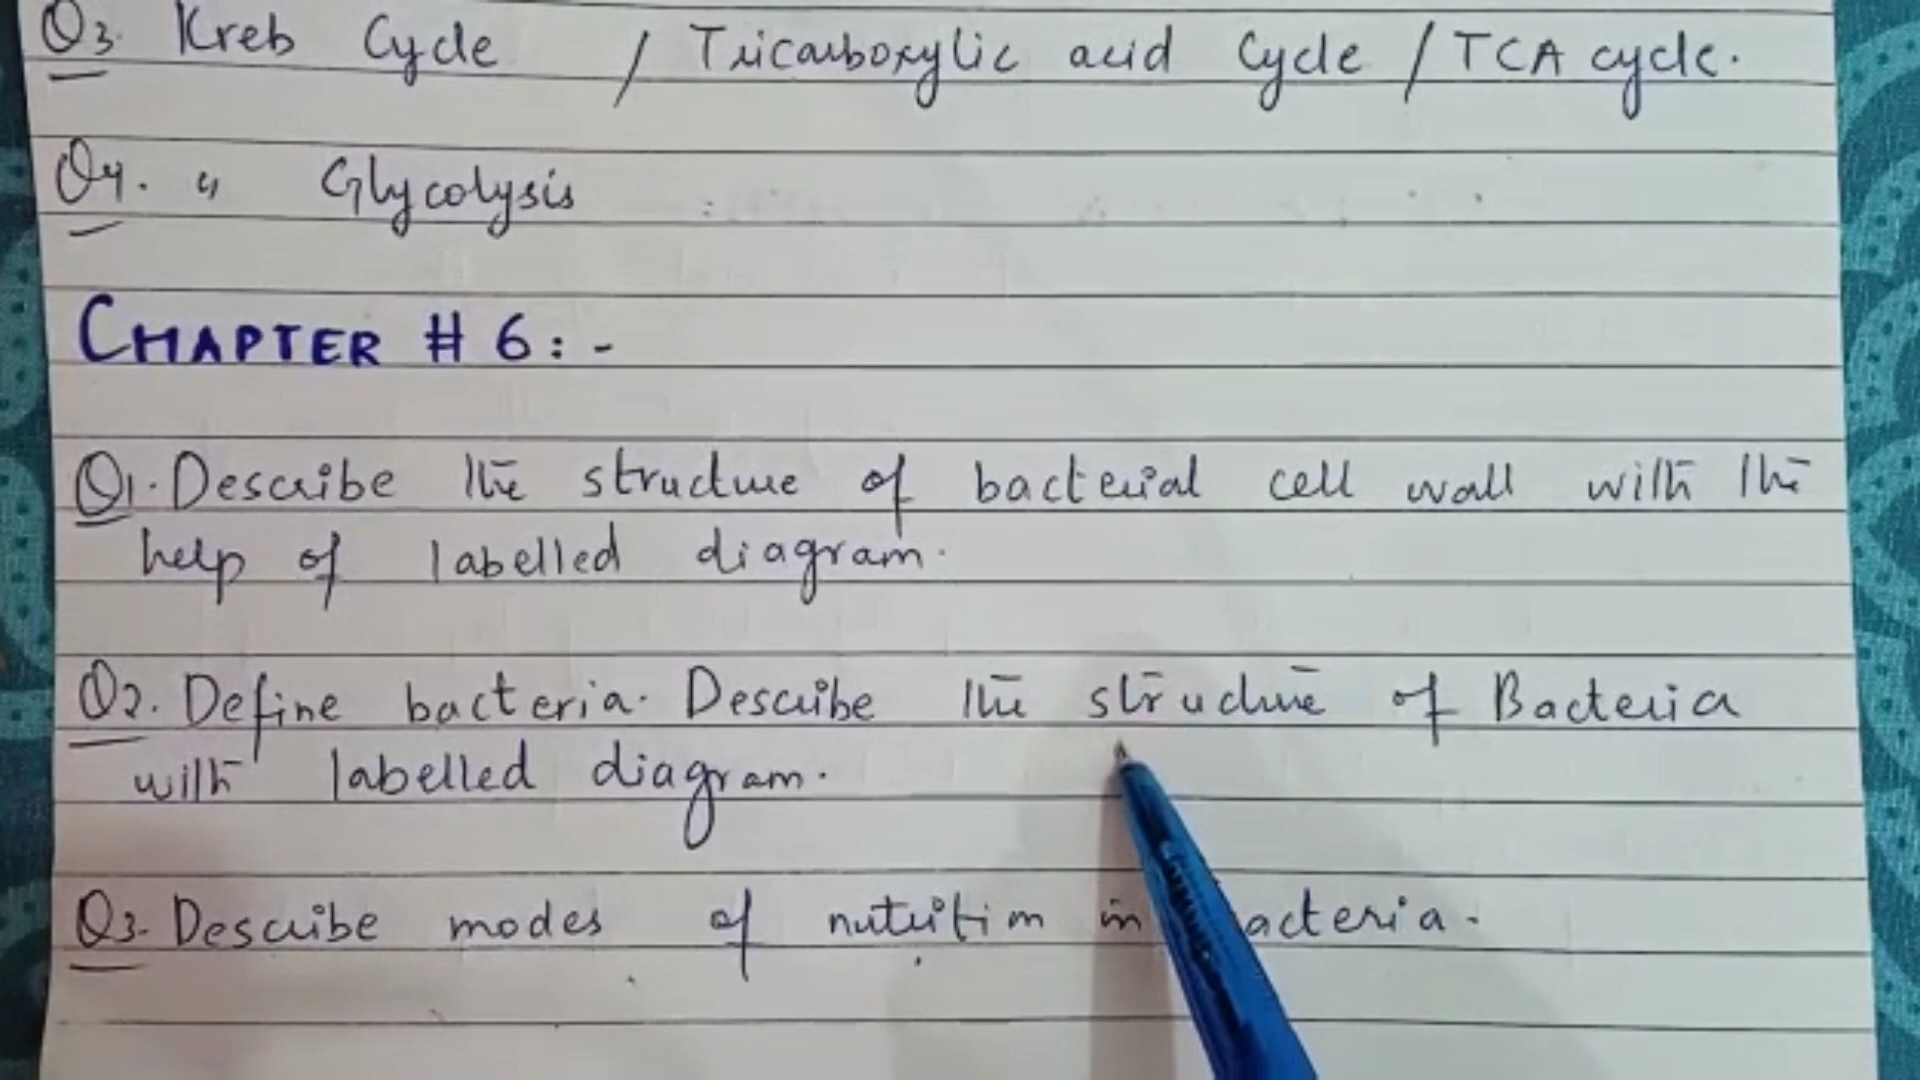 Q3. Kreb Cycle / Tricarboxylic acid Cycle / TCA cycle.
Q4. " Glycolysis
CHAPTER # 6:-
Q1. Describe the structure of bacterial cell wall with the
help of labelled diagram.
Q2. Define bacteria. Describe the structure of Bacteria
with labelled diagram.
Q3. Describe modes of nutrition in acteria.